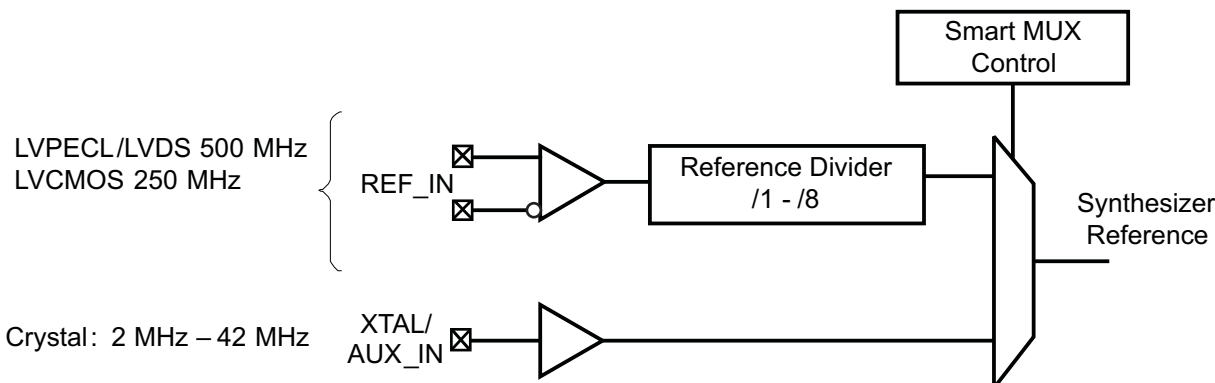 Smart MUX
Control
LVPECL/LVDS 500 MHz
LVCMOS 250 MHz
REF_IN
Reference Divider
/1 - /8
Synthesizer
Reference
Crystal: 2 MHz – 42 MHz
XTAL/
AUX_IN